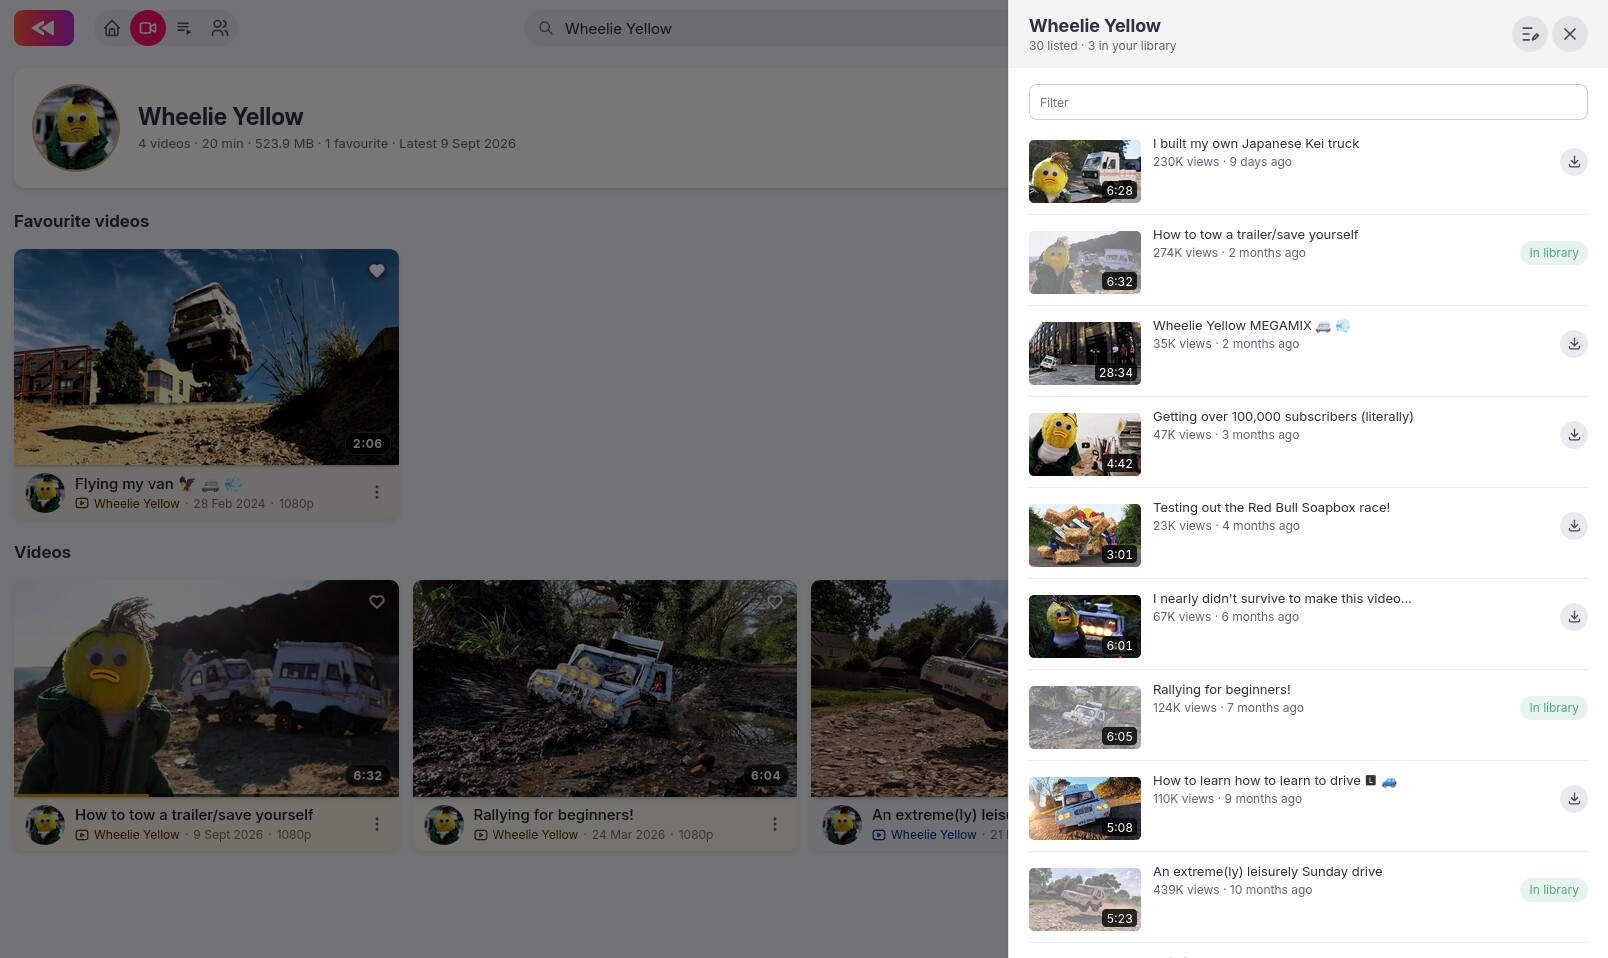 Wheelie Yellow
Wheelie Yellow
4 videos · 20 min · 523.9 MB · 1 favourite · Latest 9 Sept 2026
Favourite videos
2:06
Flying my van 🦅 🚐 💨
Wheelie Yellow · 28 Feb 2024 · 1080p
Videos
6:32
How to tow a trailer/save yourself
Wheelie Yellow · 9 Sept 2026 · 1080p
6:04
Rallying for beginners!
Wheelie Yellow · 24 Mar 2026 · 1080p
An extreme(ly) leisu
Wheelie Yellow · 21
Wheelie Yellow
30 listed · 3 in your library
Filter
6:28
I built my own Japanese Kei truck
230K views · 9 days ago
6:32
How to tow a trailer/save yourself
274K views · 2 months ago
In library
28:34
Wheelie Yellow MEGAMIX 🚐 💨
35K views · 2 months ago
4:42
Getting over 100,000 subscribers (literally)
47K views · 3 months ago
3:01
Testing out the Red Bull Soapbox race!
23K views · 4 months ago
6:01
I nearly didn't survive to make this video...
67K views · 6 months ago
6:05
Rallying for beginners!
124K views · 7 months ago
In library
5:08
How to learn how to learn to drive 🅻 🚙
110K views · 9 months ago
5:23
An extreme(ly) leisurely Sunday drive
439K views · 10 months ago
In library